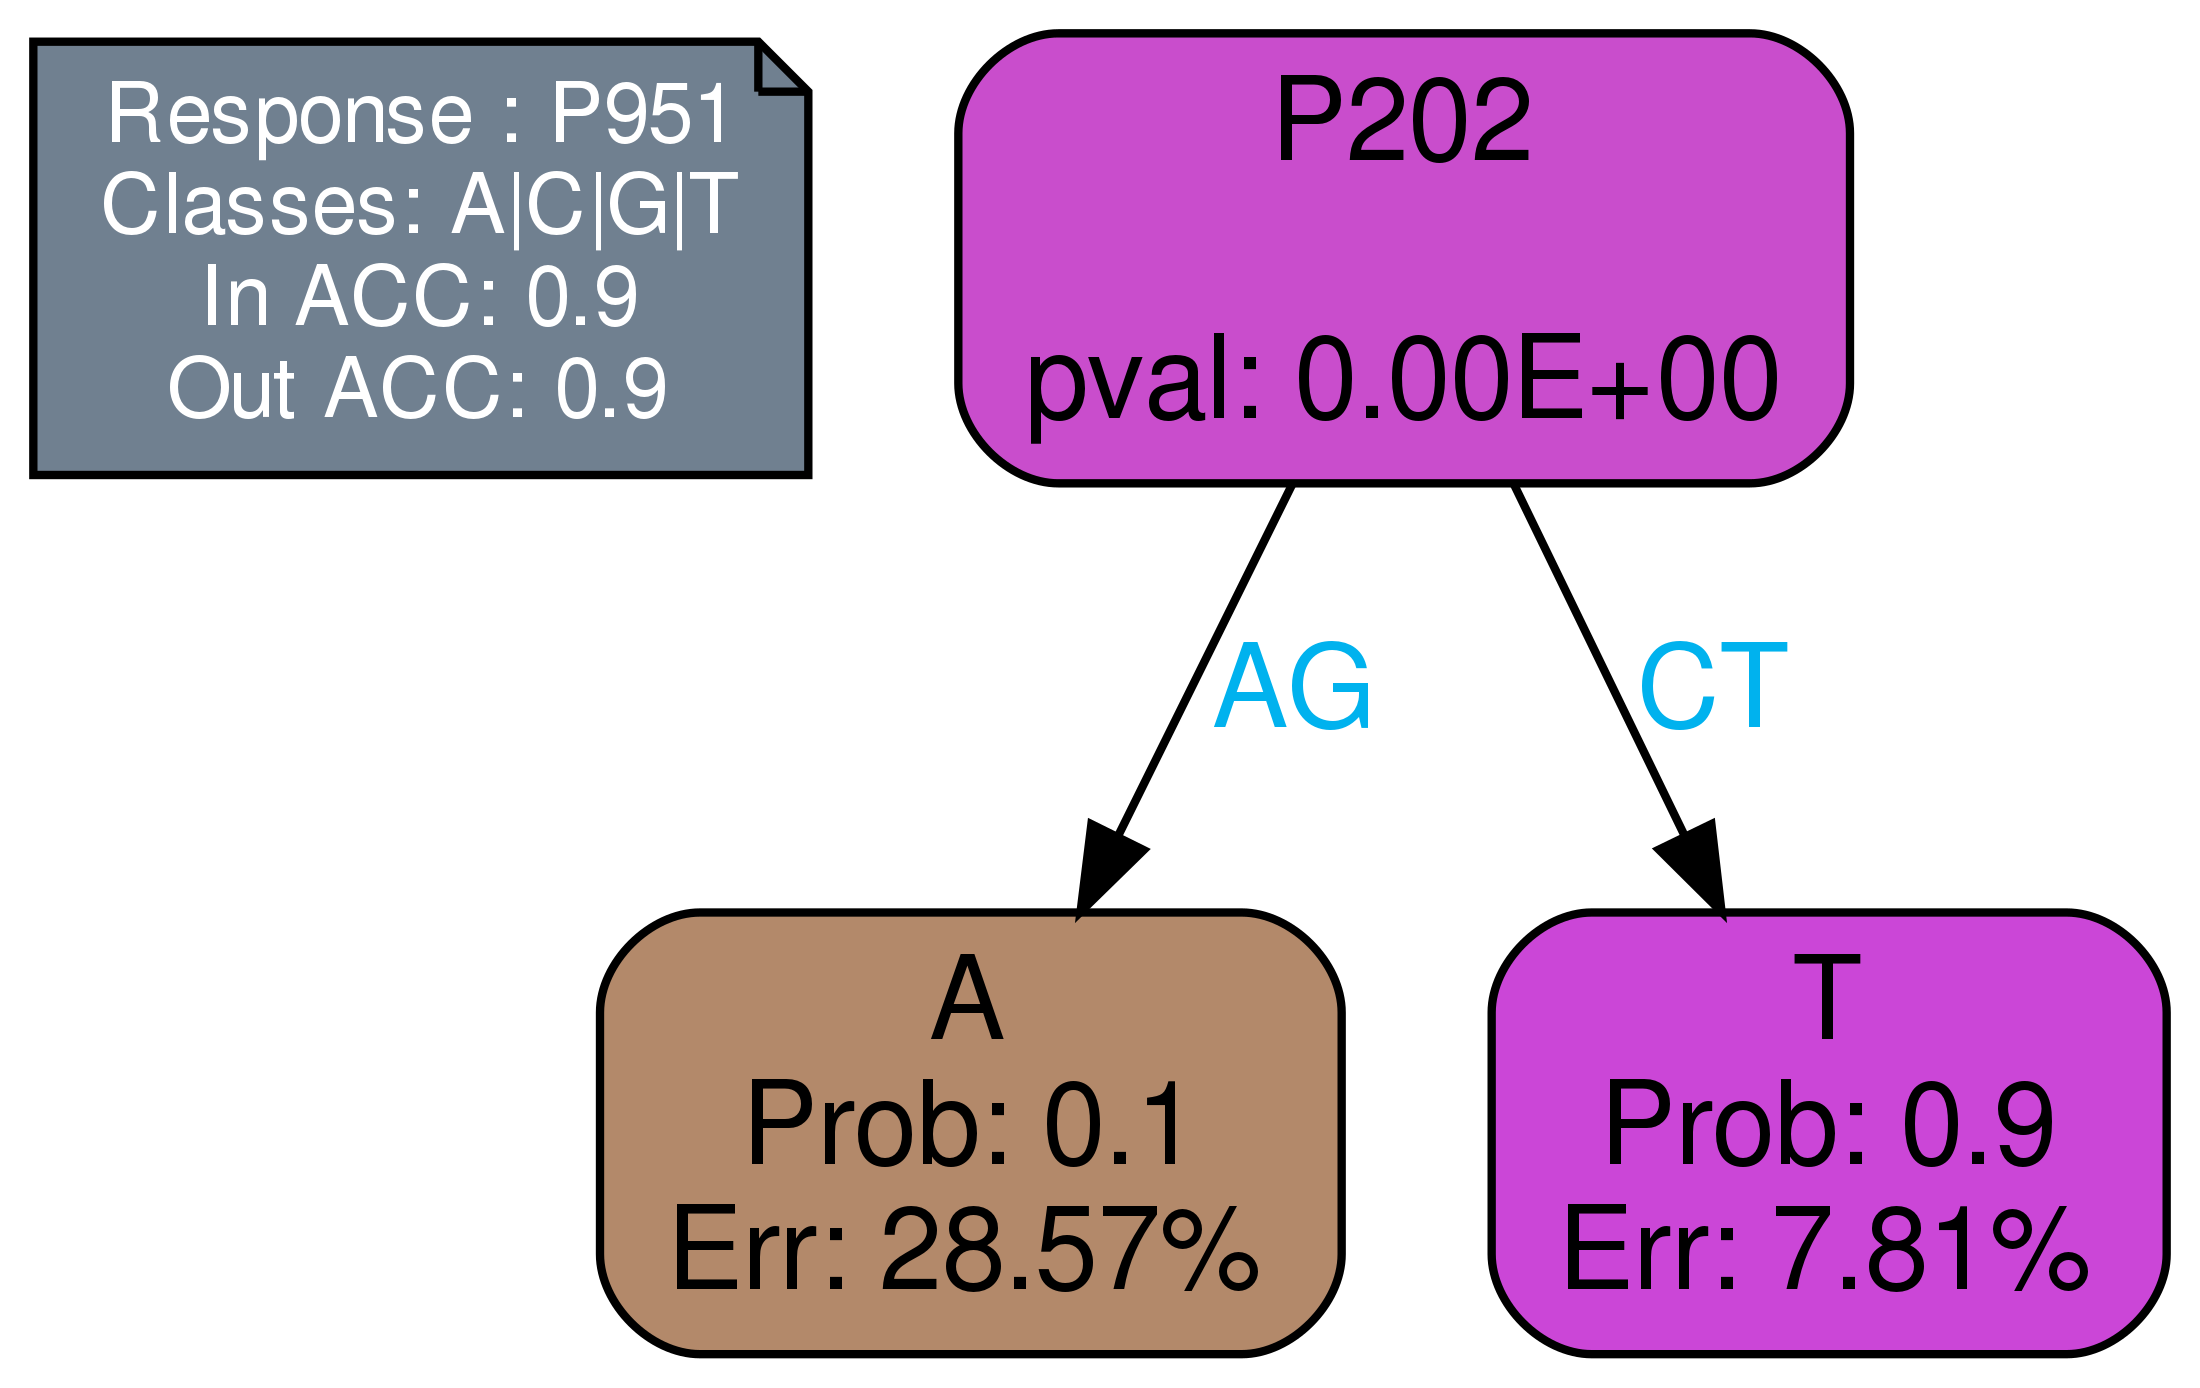 Response : P951
Classes: A|C|G|T
In ACC: 0.9
Out ACC: 0.9
P202
pval: 0.00E+00
AG
CT
A
Prob: 0.1
Err: 28.57%
T
Prob: 0.9
Err: 7.81%